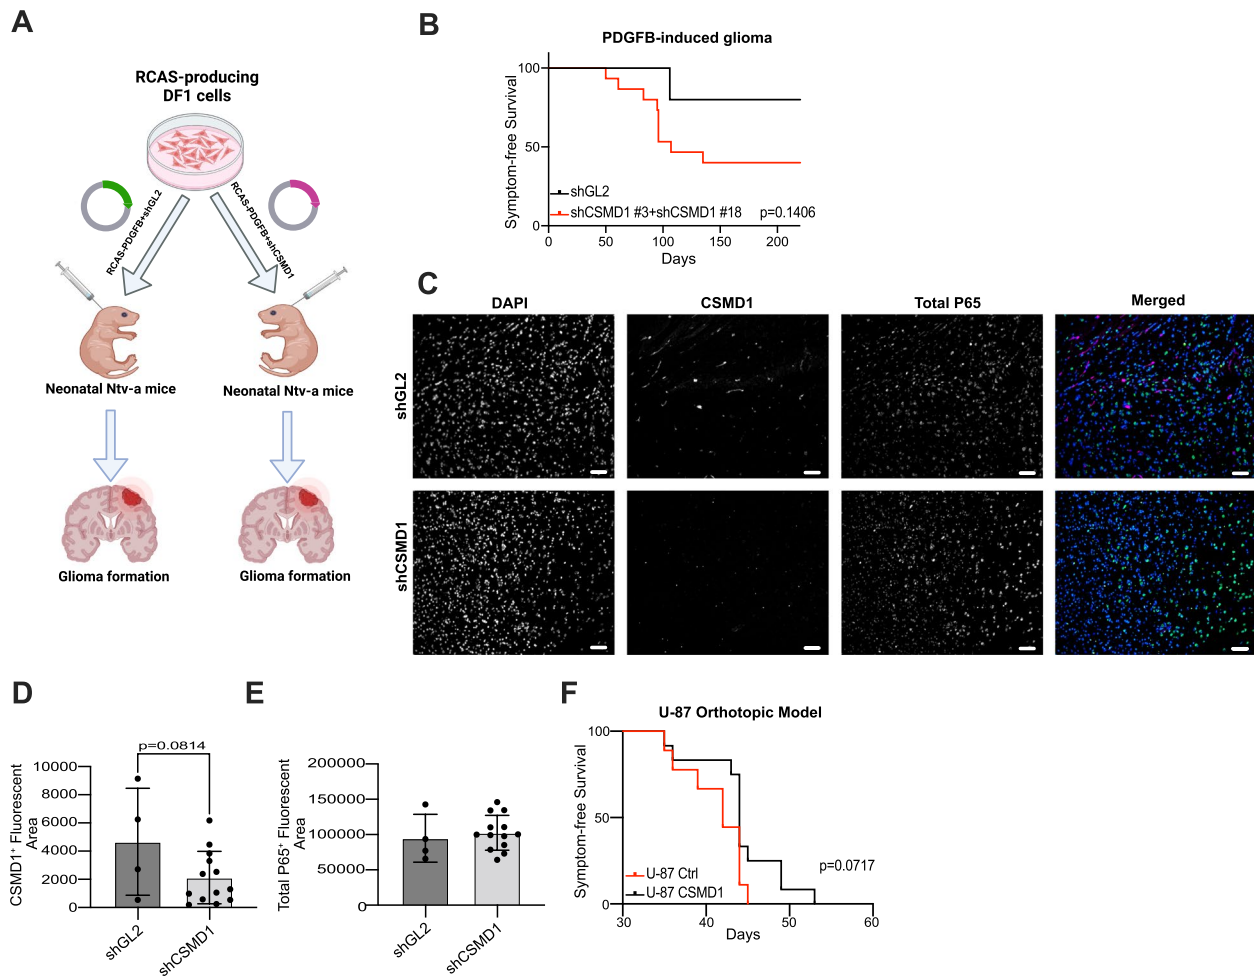 A
RCAS-producing
DF1 cells
RCAS-PDGFB+shGL2
RCAS-PDGFB+shCSMD1
Neonatal Ntv-a mice
Neonatal Ntv-a mice
Glioma formation
Glioma formation
B
PDGFB-induced glioma
Symptom-free Survival
100
50
0
shGL2
shCSMD1 #3+shCSMD1 #18
p=0.1406
0
50
100
150
200
Days
C
DAPI
CSMD1
Total P65
Merged
shGL2
shCSMD1
D
p=0.0814
CSMD1+ Fluorescent
Area
10000
8000
6000
4000
2000
0
shGL2
shCSMD1
E
Total P65+ Fluorescent
Area
200000
150000
100000
50000
0
shGL2
shCSMD1
F
U-87 Orthotopic Model
Symptom-free Survival
100
50
0
p=0.0717
U-87 Ctrl
U-87 CSMD1
30
40
50
60
Days